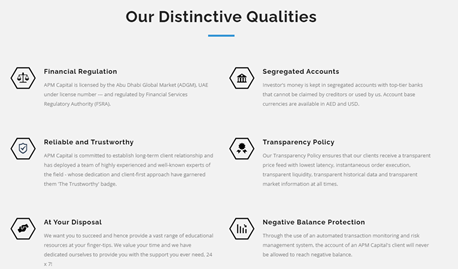 Our Distinctive Qualities
Financial Regulation
APM Capital is licensed by the Abu Dhabi Global Market (ADGM), UAE
under license number — and regulated by Financial Services
Regulatory Authority (FSRA).
Segregated Accounts
Investor's money is kept in segregated accounts with top-tier banks
that cannot be claimed by creditors or used by us. Account base
currencies are available in AED and USD.
Reliable and Trustworthy
APM Capital is committed to establish long-term client relationship and
has deployed a team of highly experienced and well-known experts of
the field - whose dedication and client-first approach have garnered
them 'The Trustworthy' badge.
Transparency Policy
Our Transparency Policy ensures that our clients receive a transparent price
feed with lowest latency, instantaneous order execution,
transparent liquidity, transparent historical data and transparent
market information at all times.
At Your Disposal
We want you to succeed and hence provide a vast range of educational
resources at your finger-tips. We value your time and we have
dedicated ourselves to provide you with the support you ever need. 24
x 7!
Negative Balance Protection
Through the use of an automated transaction monitoring and risk
management system, the account of an APM Capital's client will never
be allowed to reach negative balance.